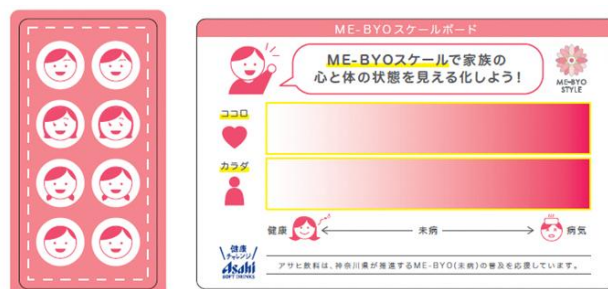 ME-BYOスケールボード
ME-BYOスケールで家族の
心と体の状態を見える化しよう！
ME-BYO
STYLE
ココロ
カラダ
健康
未病
病気
健康
チャレンジ
Asahi
SOFT DRINKS
アサヒ飲料は、神奈川県が推進するME-BYO(未病)の普及を応援しています。